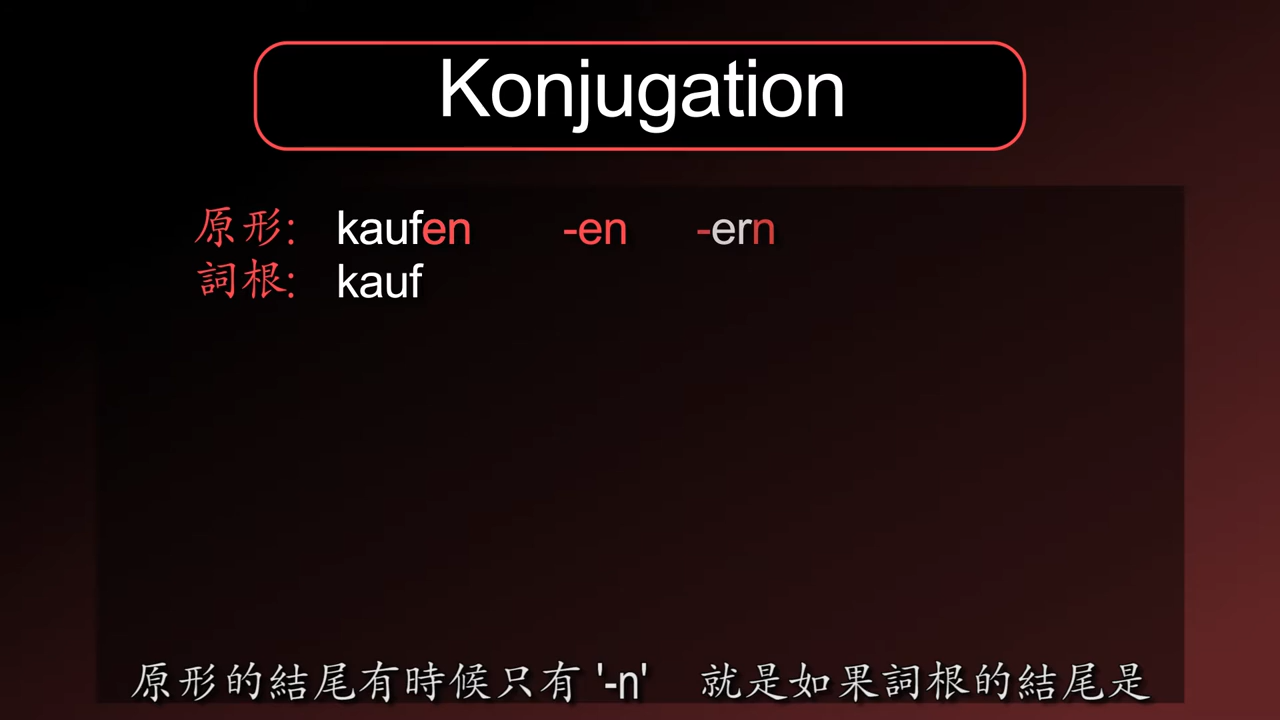 Konjugation
原形: kaufen -en -ern
詞根: kauf
原形的結尾有時候只有 '-n' 就是如果詞根的結尾是